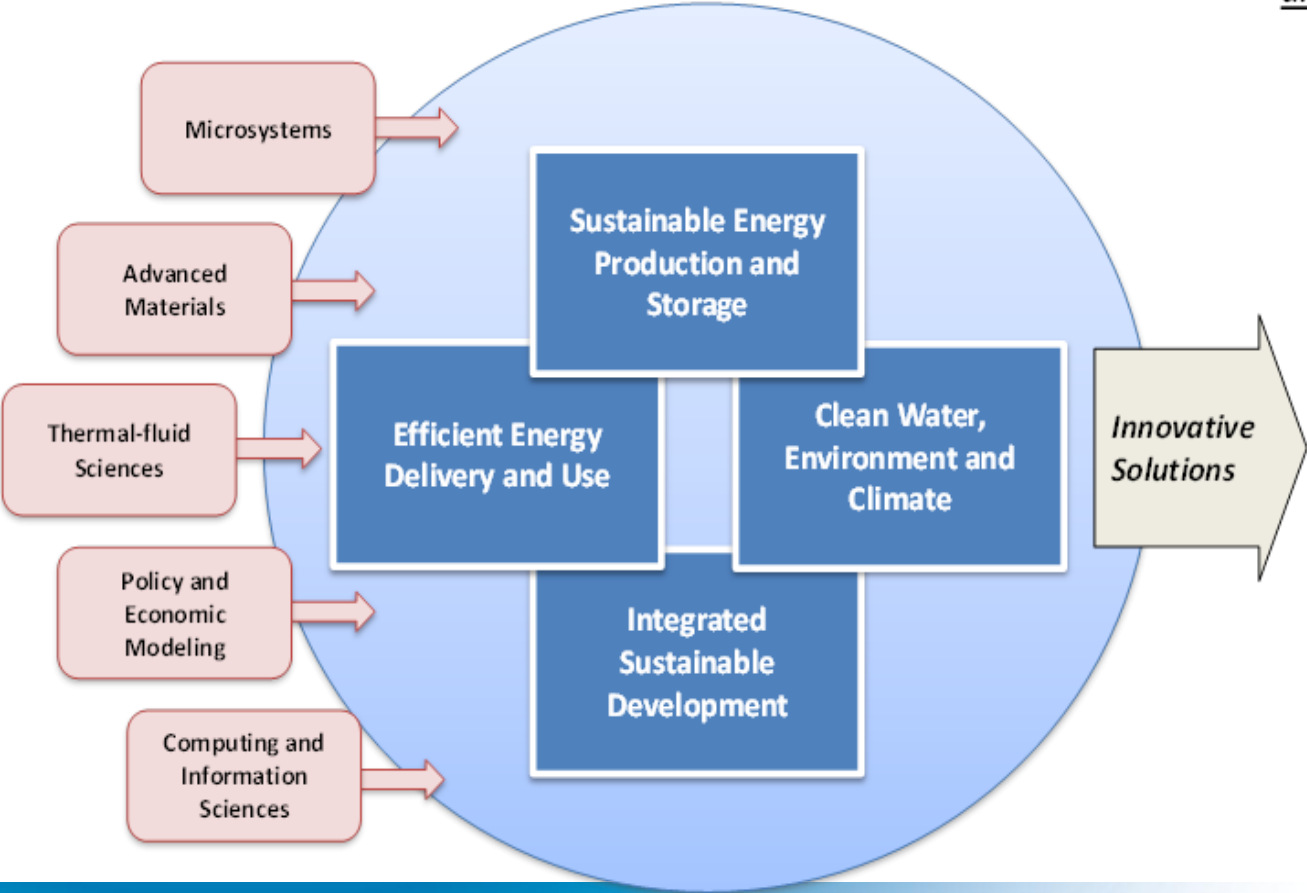 Microsystems
Advanced
Materials
Thermal-fluid
Sciences
Policy and
Economic
Modeling
Computing and
Information
Sciences
Sustainable Energy
Production and
Storage
Efficient Energy
Delivery and Use
Clean Water,
Environment and
Climate
Integrated
Sustainable
Development
Innovative
Solutions